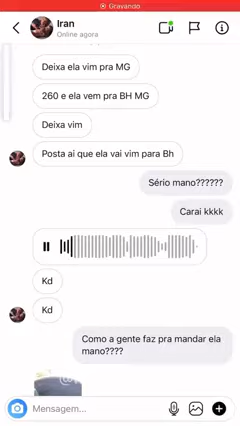 Gravando
Iran
Online agora
Deixa ela vim pra MG
260 e ela vem pra BH MG
Deixa vim
Posta aí que ela vai vim para Bh
Sério mano??????
Carai kkkk
Kd
Kd
Como a gente faz pra mandar ela
mano????
Mensagem...